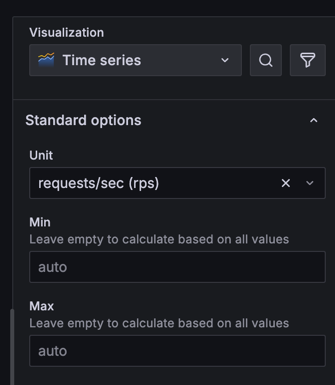 Visualization
Time series
Standard options
Unit
requests/sec (rps)
Min
Leave empty to calculate based on all values
auto
Max
Leave empty to calculate based on all values
auto